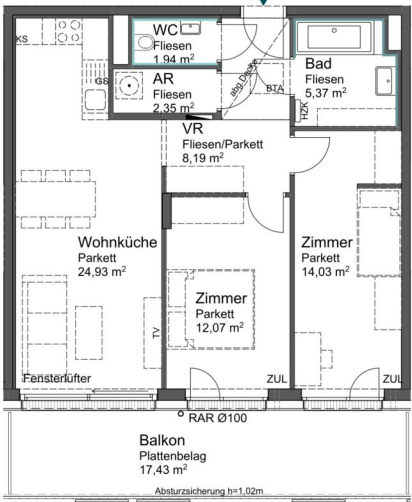 KS
GS
WC
Fliesen
1.94 m²
AR
Fliesen
2.35 m²
abg.Decke
BTA
HZK
Bad
Fliesen
5,37 m²
VR
Fliesen/Parkett
8,19 m²
Wohnküche
Parkett
24,93 m²
Zimmer
Parkett
14,03 m²
Zimmer
Parkett
12,07 m²
TV
Fensterlüfter
ZUL
ZUL
RAR Ø100
Balkon
Plattenbelag
17,43 m²
Absturzsicherung h=1,02m